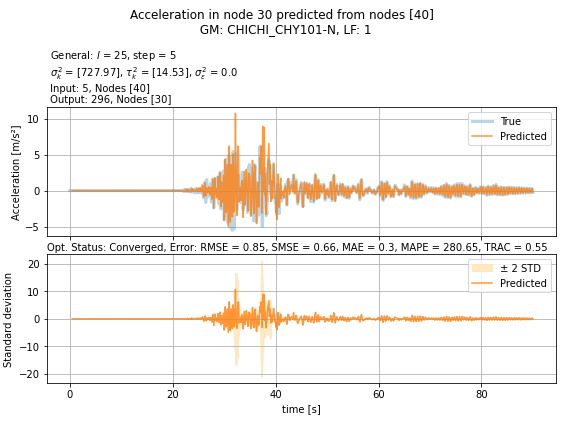 Acceleration in node 30 predicted from nodes [40]
GM: CHICHI_CHY101-N, LF: 1
General: l = 25, step = 5
σ²ₖ = [727.97], τ²ₖ = [14.53], σ²ε = 0.0
Input: 5, Nodes [40]
Output: 296, Nodes [30]
Acceleration [m/s²]
10
5
0
−5
True
Predicted
Opt. Status: Converged, Error: RMSE = 0.85, SMSE = 0.66, MAE = 0.3, MAPE = 280.65, TRAC = 0.55
Standard deviation
20
10
0
−10
−20
± 2 STD
Predicted
0 20 40 60 80
time [s]